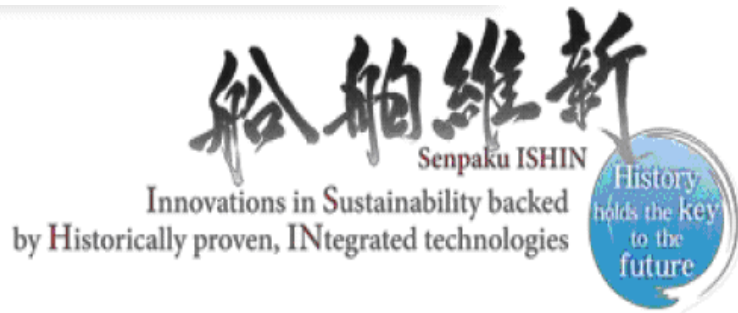 船舶維新
Senpaku ISHIN
Innovations in Sustainability backed
by Historically proven, INtegrated technologies
History
holds the key
to the
future